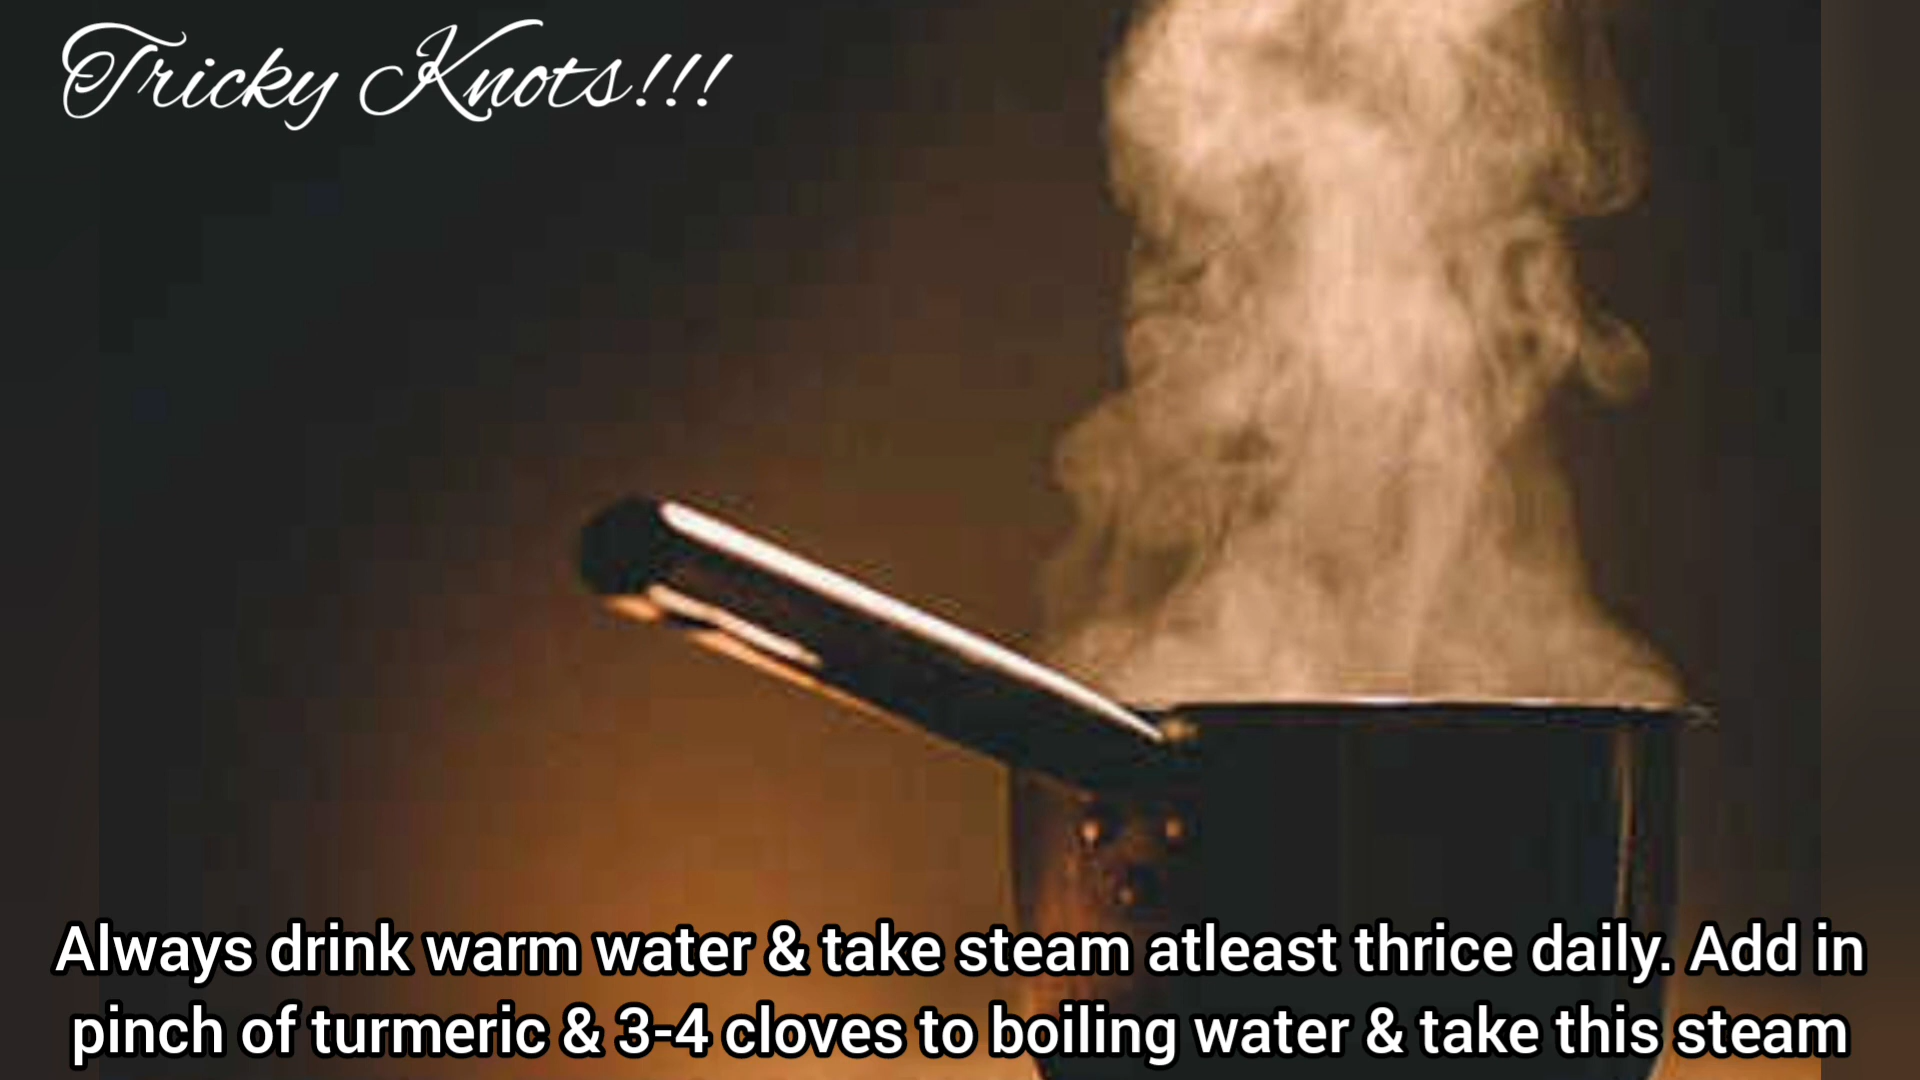 Tricky Knots!!!
Always drink warm water & take steam atleast thrice daily. Add in
pinch of turmeric & 3-4 cloves to boiling water & take this steam